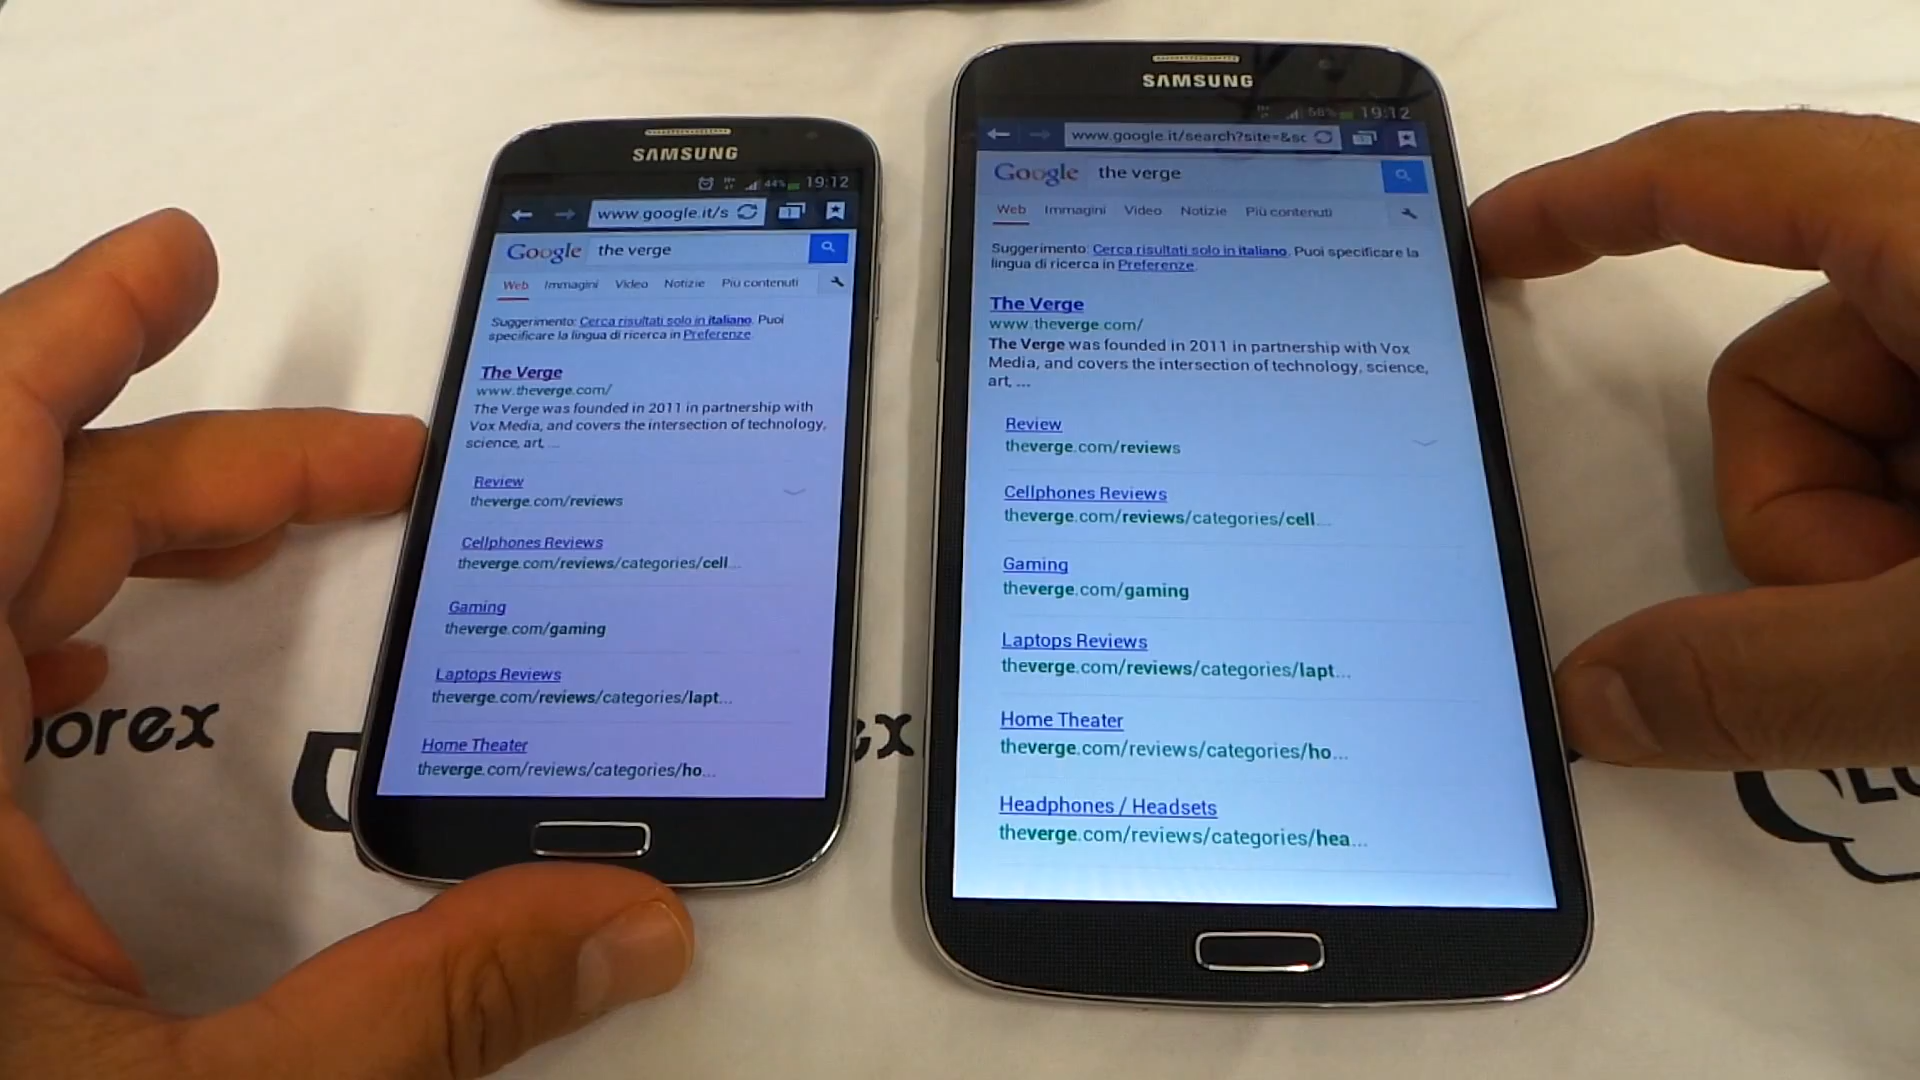 SAMSUNG
44% 19:12
www.google.it/s
1
Google the verge
Web Immagini Video Notizie Più contenuti
Suggerimento: Cerca risultati solo in italiano. Puoi
specificare la lingua di ricerca in Preferenze.
The Verge
www.theverge.com/
The Verge was founded in 2011 in partnership with
Vox Media, and covers the intersection of technology,
science, art, ...
Review
theverge.com/reviews
Cellphones Reviews
theverge.com/reviews/categories/cell...
Gaming
theverge.com/gaming
Laptops Reviews
theverge.com/reviews/categories/lapt...
Home Theater
theverge.com/reviews/categories/ho...
SAMSUNG
56% 19:12
www.google.it/search?site=&sc
Google the verge
Web Immagini Video Notizie Più contenuti
Suggerimento: Cerca risultati solo in italiano. Puoi specificare la
lingua di ricerca in Preferenze.
The Verge
www.theverge.com/
The Verge was founded in 2011 in partnership with Vox
Media, and covers the intersection of technology, science,
art, ...
Review
theverge.com/reviews
Cellphones Reviews
theverge.com/reviews/categories/cell...
Gaming
theverge.com/gaming
Laptops Reviews
theverge.com/reviews/categories/lapt...
Home Theater
theverge.com/reviews/categories/ho...
Headphones / Headsets
theverge.com/reviews/categories/hea...
orex
ex